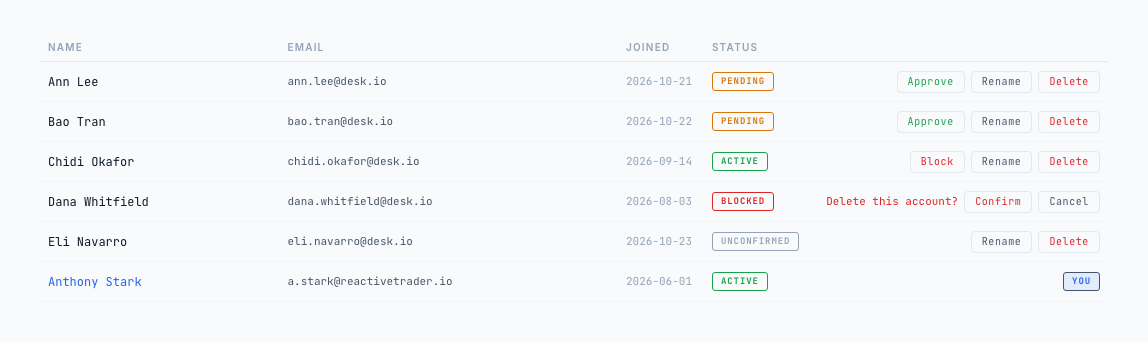 NAME EMAIL JOINED STATUS
Ann Lee ann.lee@desk.io 2026-10-21 PENDING Approve Rename Delete
Bao Tran bao.tran@desk.io 2026-10-22 PENDING Approve Rename Delete
Chidi Okafor chidi.okafor@desk.io 2026-09-14 ACTIVE Block Rename Delete
Dana Whitfield dana.whitfield@desk.io 2026-08-03 BLOCKED Delete this account? Confirm Cancel
Eli Navarro eli.navarro@desk.io 2026-10-23 UNCONFIRMED Rename Delete
Anthony Stark a.stark@reactivetrader.io 2026-06-01 ACTIVE YOU